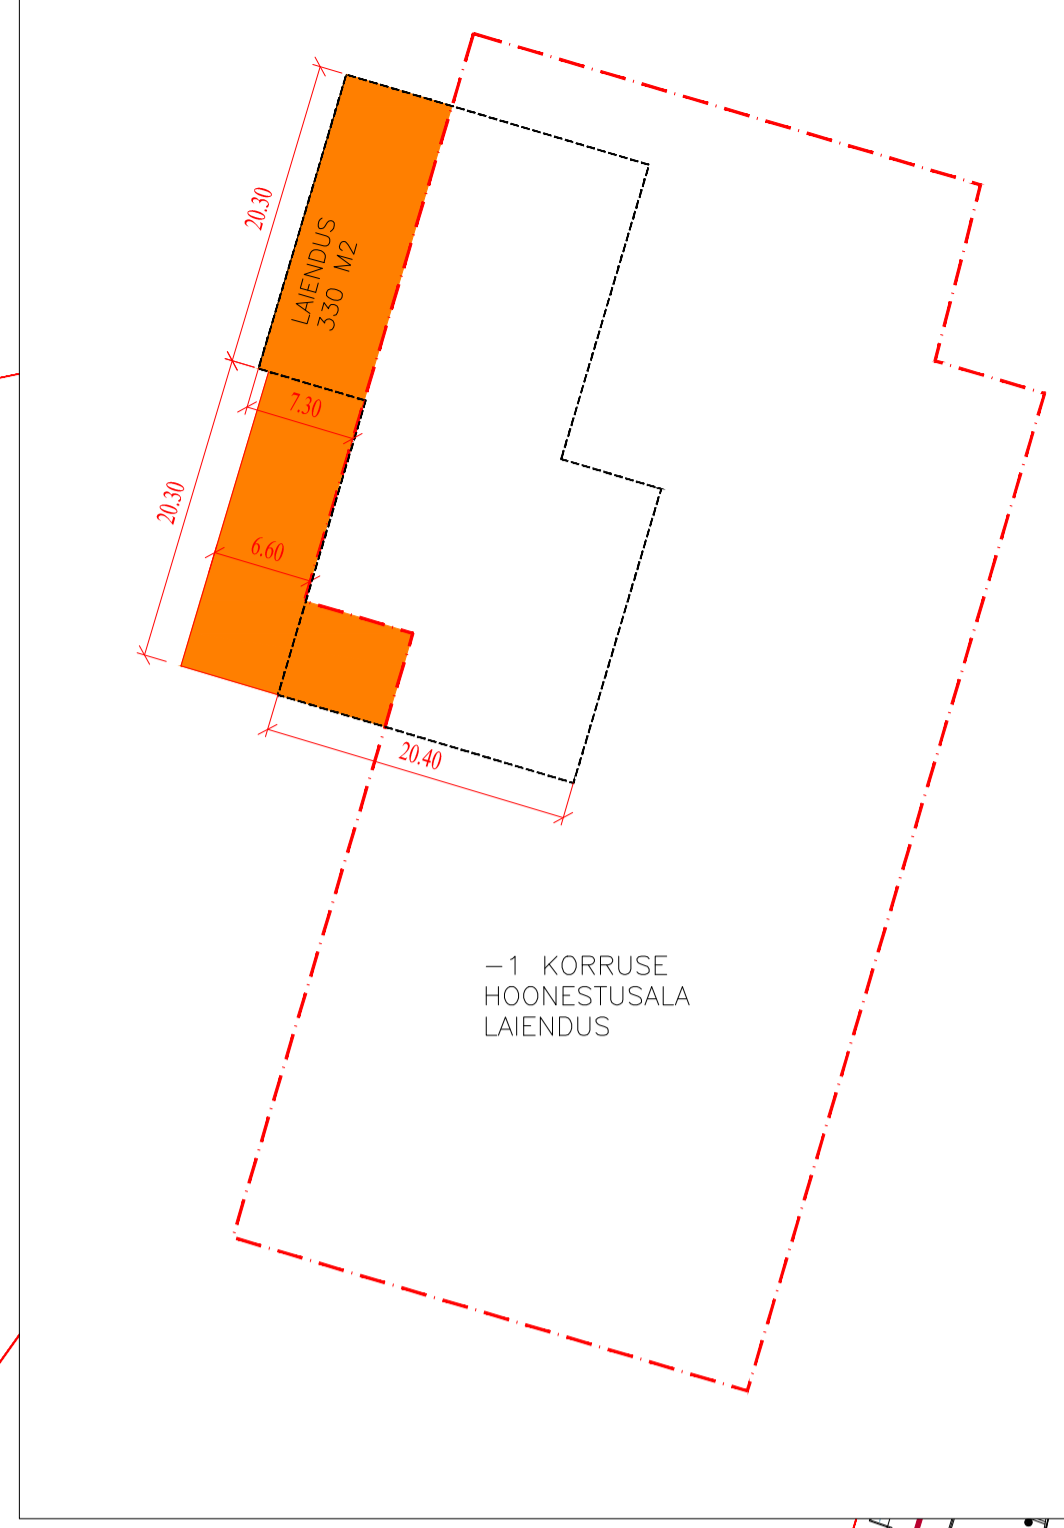 20.30
LAIENDUS
330 M2
7.30
20.30
6.60
20.40
-1 KORRUSE
HOONESTUSALA
LAIENDUS